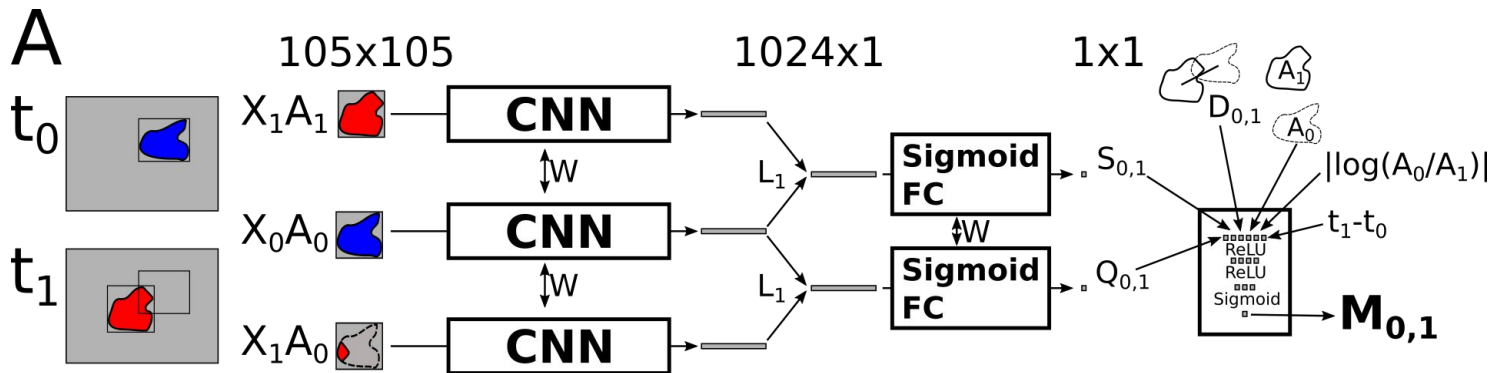 A
105x105
1024x1
1x1
t0
X1A1
CNN
W
L1
Sigmoid
FC
S0,1
D0,1
A1
A0
|log(A0/A1)|
X0A0
CNN
W
t1-t0
ReLU
ReLU
Sigmoid
M0,1
t1
W
L1
Sigmoid
FC
Q0,1
X1A0
CNN